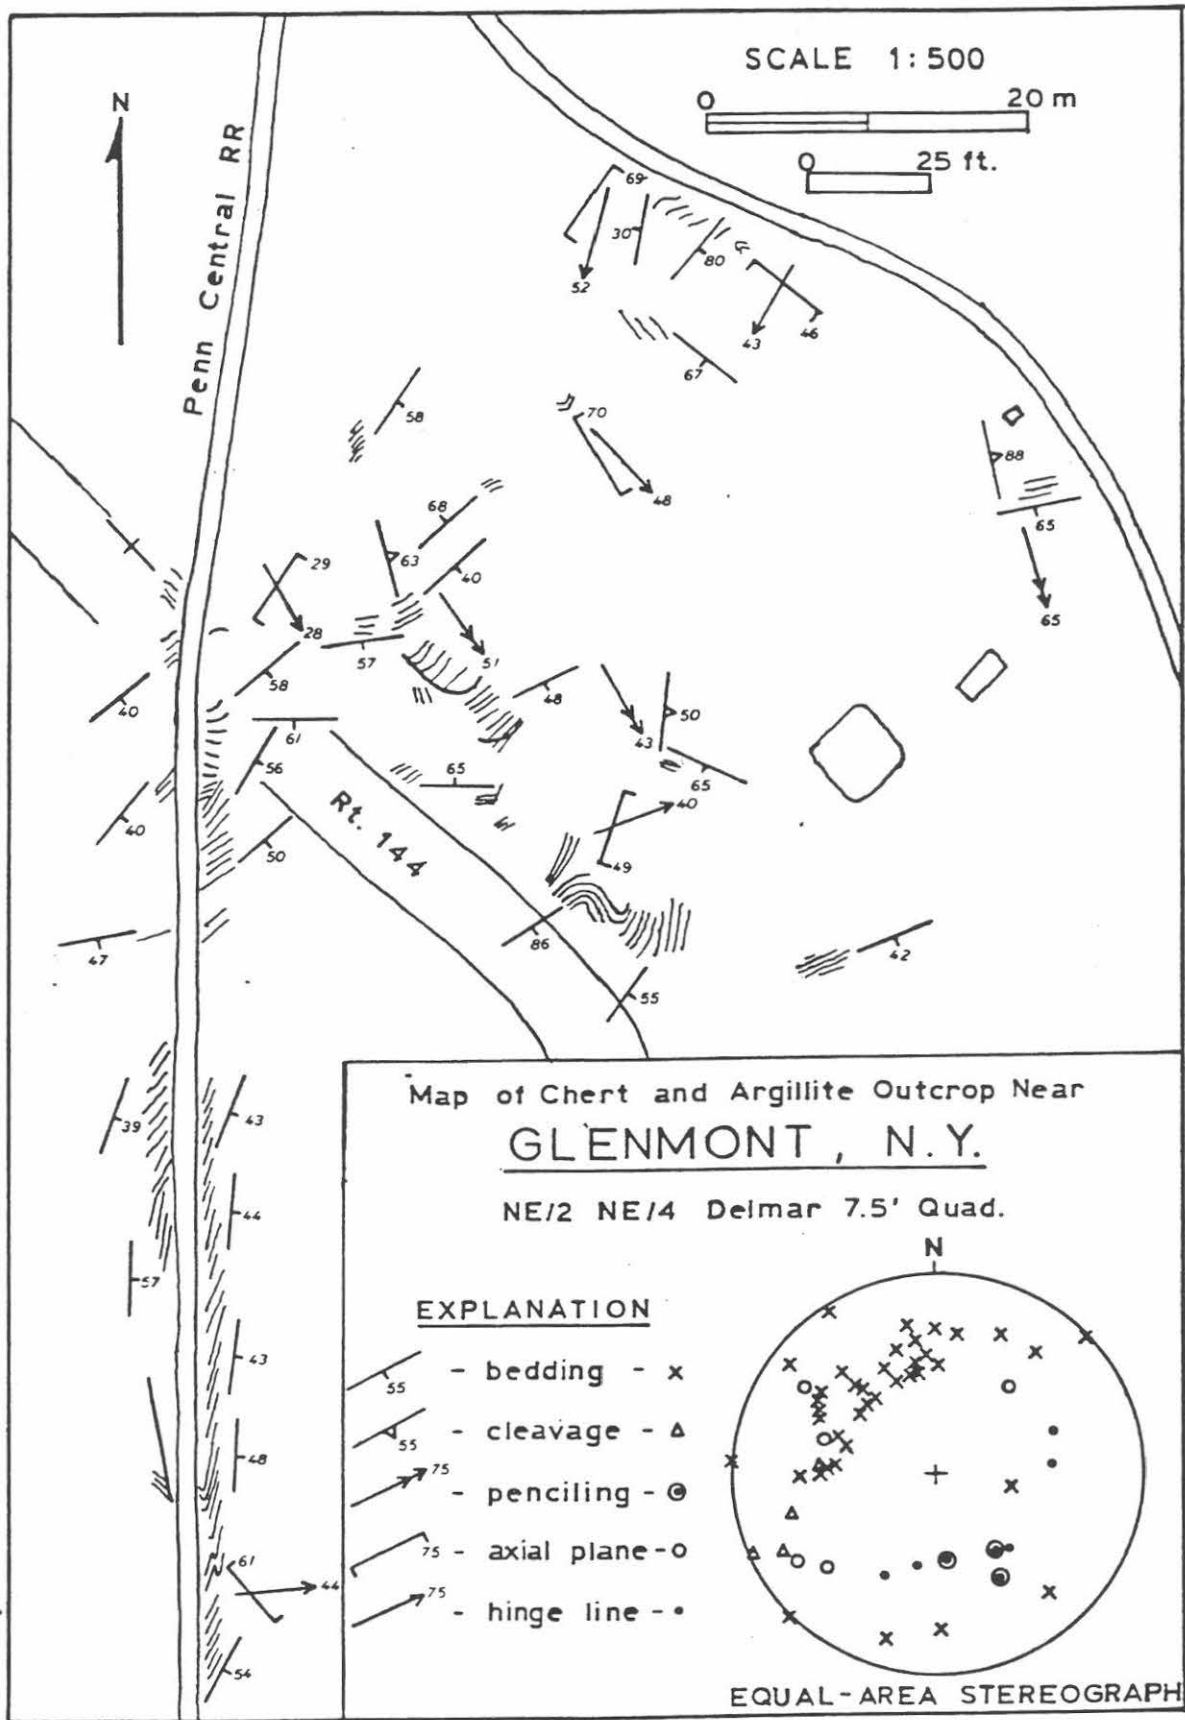 SCALE 1:500
0 20 m
0 25 ft.
N
Penn Central RR
69
30
52
80
43
46
67
58
70
48
88
65
65
68
63
40
29
28
57
51
58
48
40
61
50
43
56
65
65
40
40
50
49
Rt. 144
86
47
42
55
39
43
44
57
43
48
61
44
54
Map of Chert and Argillite Outcrop Near
GLENMONT, N.Y.
NE/2 NE/4 Delmar 7.5' Quad.
N
EXPLANATION
55 - bedding - x
55 - cleavage - Δ
75 - penciling -
75 - axial plane - o
75 - hinge line - •
EQUAL-AREA STEREOGRAPH